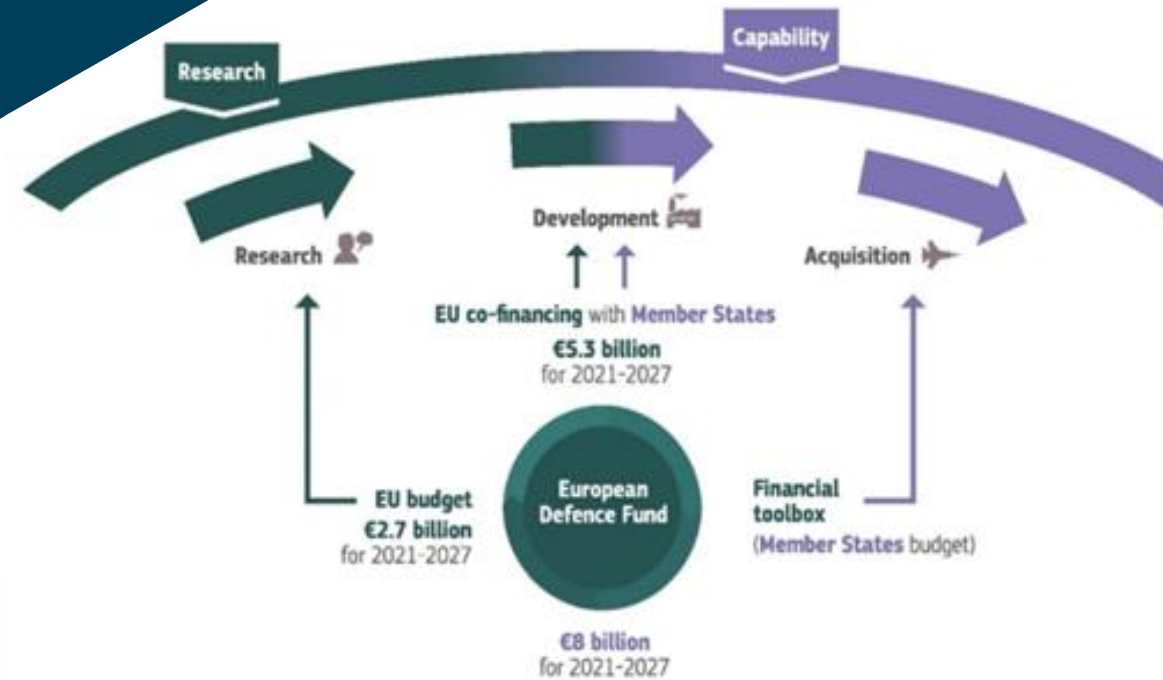 Research
Capability
Research
Development
Acquisition
EU co-financing with Member States
€5.3 billion
for 2021-2027
EU budget
€2.7 billion
for 2021-2027
European
Defence Fund
Financial
toolbox
(Member States budget)
€8 billion
for 2021-2027